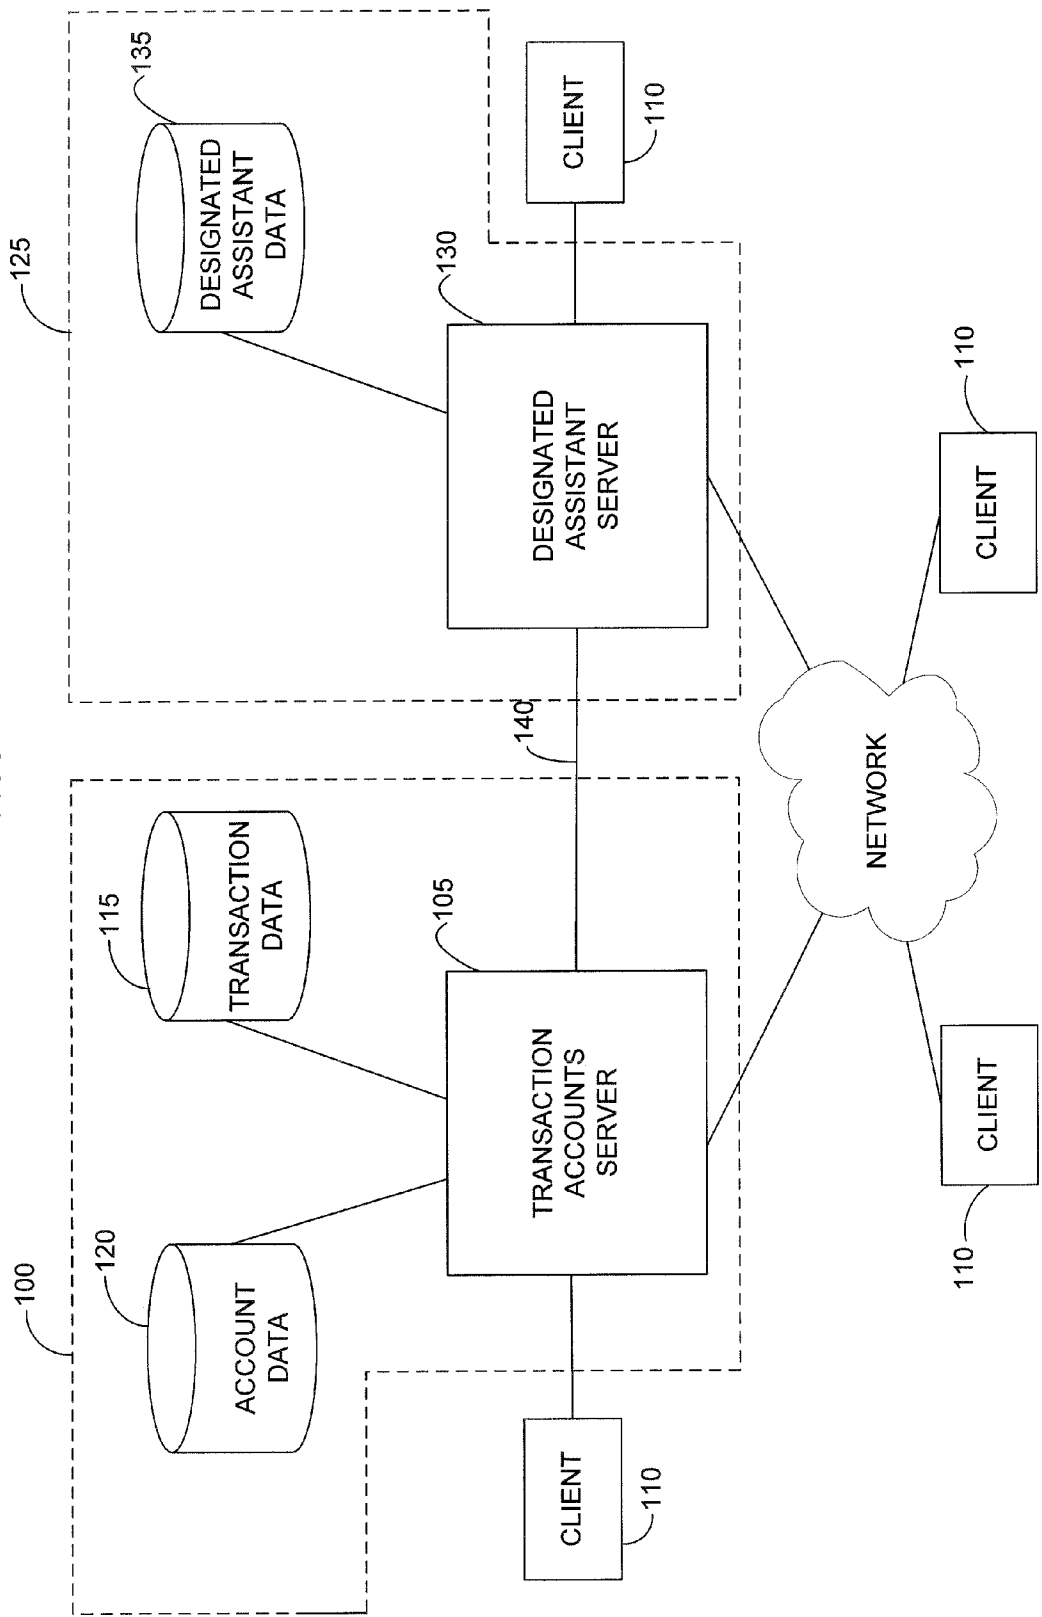 100
120
ACCOUNT
DATA
115
TRANSACTION
DATA
125
135
DESIGNATED
ASSISTANT
DATA
105
TRANSACTION
ACCOUNTS
SERVER
140
130
DESIGNATED
ASSISTANT
SERVER
CLIENT
110
CLIENT
110
NETWORK
CLIENT
110
CLIENT
110